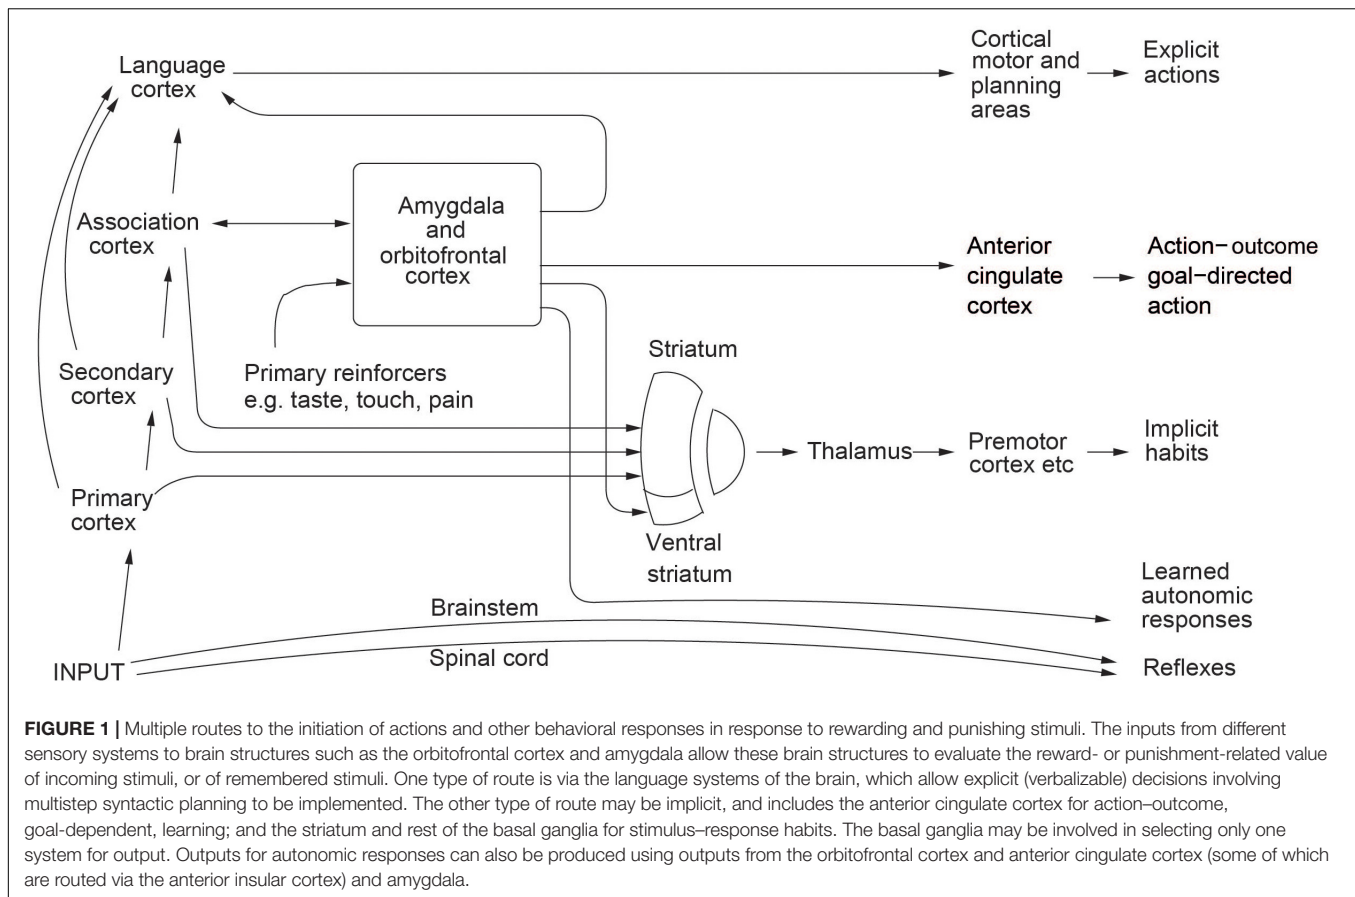 Language
cortex
Cortical
motor and
planning
areas
Explicit
actions
Association
cortex
Amygdala
and
orbitofrontal
cortex
Anterior
cingulate
cortex
Action–outcome
goal–directed
action
Secondary
cortex
Primary reinforcers
e.g. taste, touch, pain
Striatum
Thalamus
Premotor
cortex etc
Implicit
habits
Primary
cortex
Ventral
striatum
Learned
autonomic
responses
Brainstem
Spinal cord
INPUT
Reflexes
FIGURE 1 | Multiple routes to the initiation of actions and other behavioral responses in response to rewarding and punishing stimuli. The inputs from different
sensory systems to brain structures such as the orbitofrontal cortex and amygdala allow these brain structures to evaluate the reward- or punishment-related value
of incoming stimuli, or of remembered stimuli. One type of route is via the language systems of the brain, which allow explicit (verbalizable) decisions involving
multistep syntactic planning to be implemented. The other type of route may be implicit, and includes the anterior cingulate cortex for action–outcome,
goal-dependent, learning; and the striatum and rest of the basal ganglia for stimulus–response habits. The basal ganglia may be involved in selecting only one
system for output. Outputs for autonomic responses can also be produced using outputs from the orbitofrontal cortex and anterior cingulate cortex (some of which
are routed via the anterior insular cortex) and amygdala.